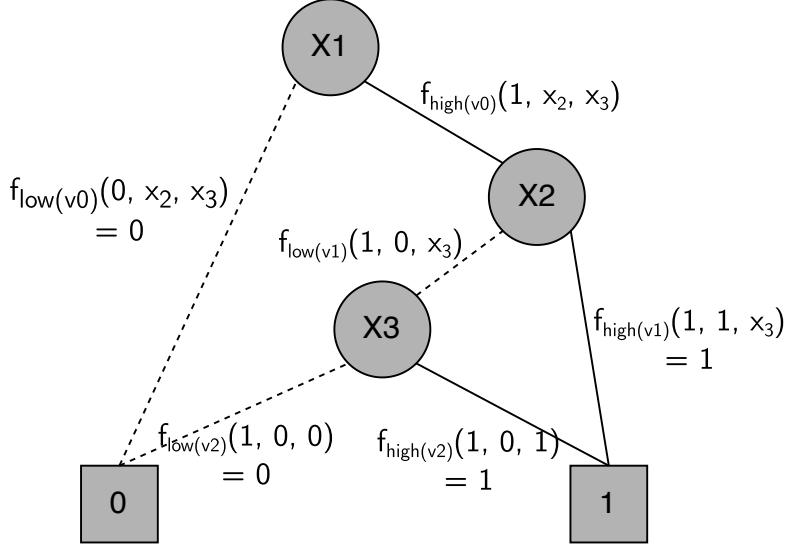 X1
f_high(v0)(1, x₂, x₃)
f_low(v0)(0, x₂, x₃)
= 0
X2
f_low(v1)(1, 0, x₃)
X3
f_high(v1)(1, 1, x₃)
= 1
f_low(v2)(1, 0, 0)
= 0
f_high(v2)(1, 0, 1)
= 1
0
1